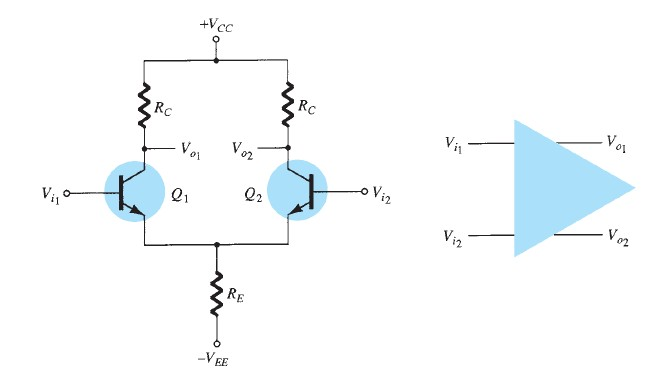 +V_CC
R_C
R_C
V_o1
V_o2
V_i1
Q_1
Q_2
V_i2
R_E
–V_EE
V_i1
V_o1
V_i2
V_o2